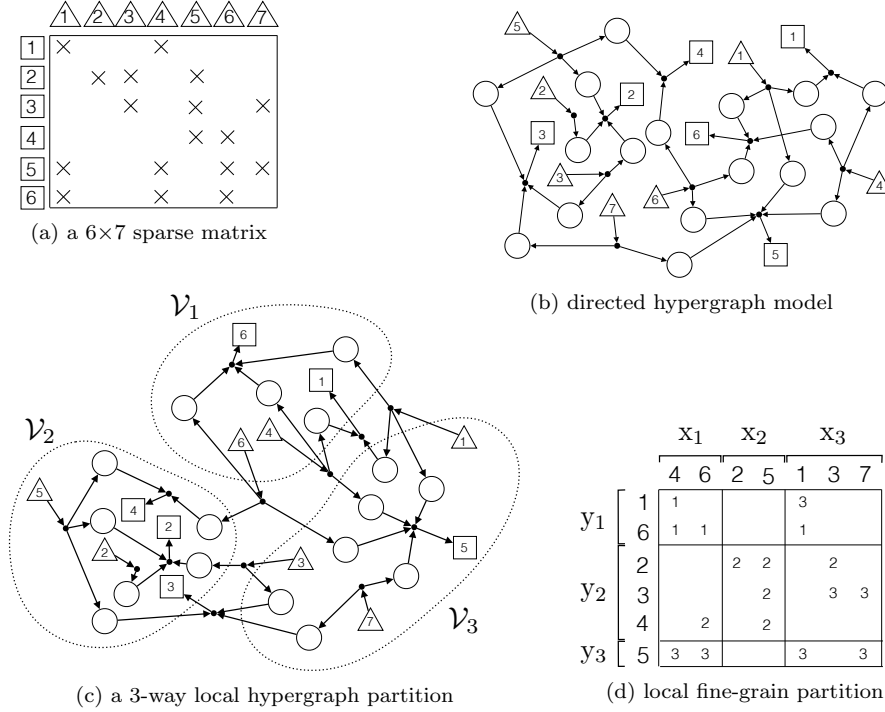 1 2 3 4 5 6 7
1 × ×
2 × × ×
3 × × ×
4 × ×
5 × × × ×
6 × × ×
(a) a 6×7 sparse matrix
5
4
1
1
2
2
3
6
3
6
4
7
5
(b) directed hypergraph model
𝒱1
6
1
𝒱2
6
4
1
5
4
2
2
5
3
3
7
𝒱3
(c) a 3-way local hypergraph partition
x1 x2 x3
4 6 2 5 1 3 7
y1
1 1 3
6 1 1 1
y2
2 2 2 2
3 2 3 3
4 2 2
y3
5 3 3 3 3
(d) local fine-grain partition